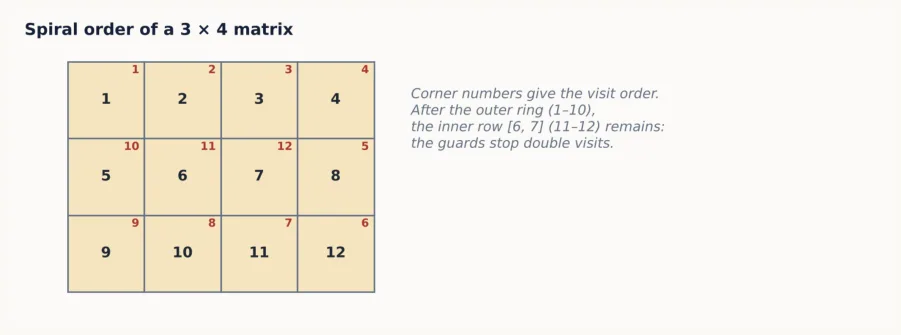 Spiral order of a 3 × 4 matrix
1 2 3 4
1 2 3 4
Corner numbers give the visit order.
After the outer ring (1–10),
the inner row [6, 7] (11–12) remains:
the guards stop double visits.
10 11 12 5
5 6 7 8
9 8 7 6
9 10 11 12